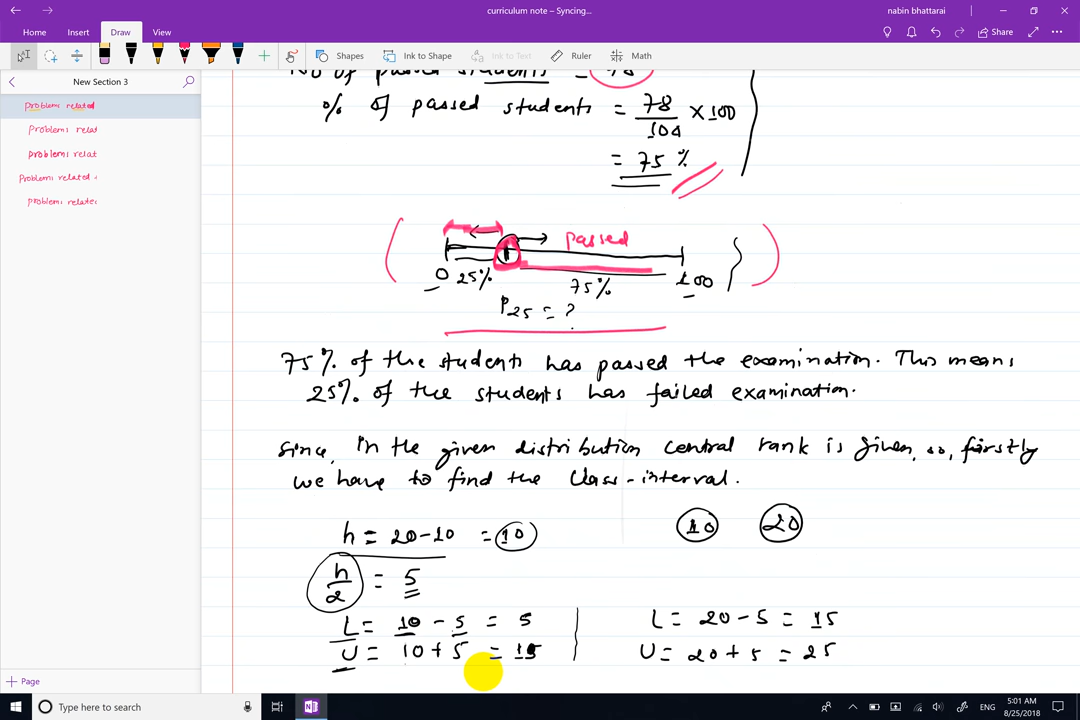 curriculum note - Syncing...
nabin bhattarai
Home Insert Draw View
Share
Shapes Ink to Shape Ink to Text Ruler Math
New Section 3
Problems related
Problems relat
problems relat
Problems related
problems relate
No of passed students = 78
% of passed students = 78/104 × 100
= 75 %
passed
0 25% 75% 100
P25 = ?
75% of the students has passed the examination. This means
25% of the students has failed examination.
Since, in the given distribution central rank is given, so, firstly
we have to find the class-interval.
h = 20-10 = 10 10 20
h/2 = 5
L = 10 - 5 = 5 L = 20 - 5 = 15
U = 10 + 5 = 15 U = 20 + 5 = 25
+ Page
Type here to search
ENG
5:01 AM
8/25/2018